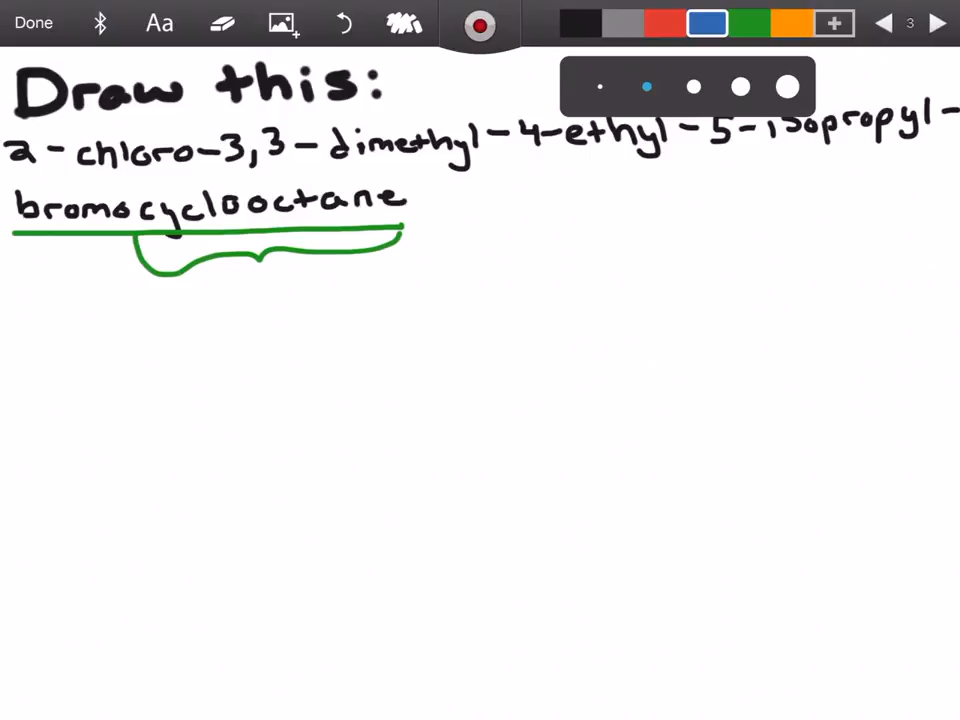 Done Aa 3
Draw this:
2-chloro-3,3-dimethyl-4-ethyl-5-isopropyl-
bromocyclooctane